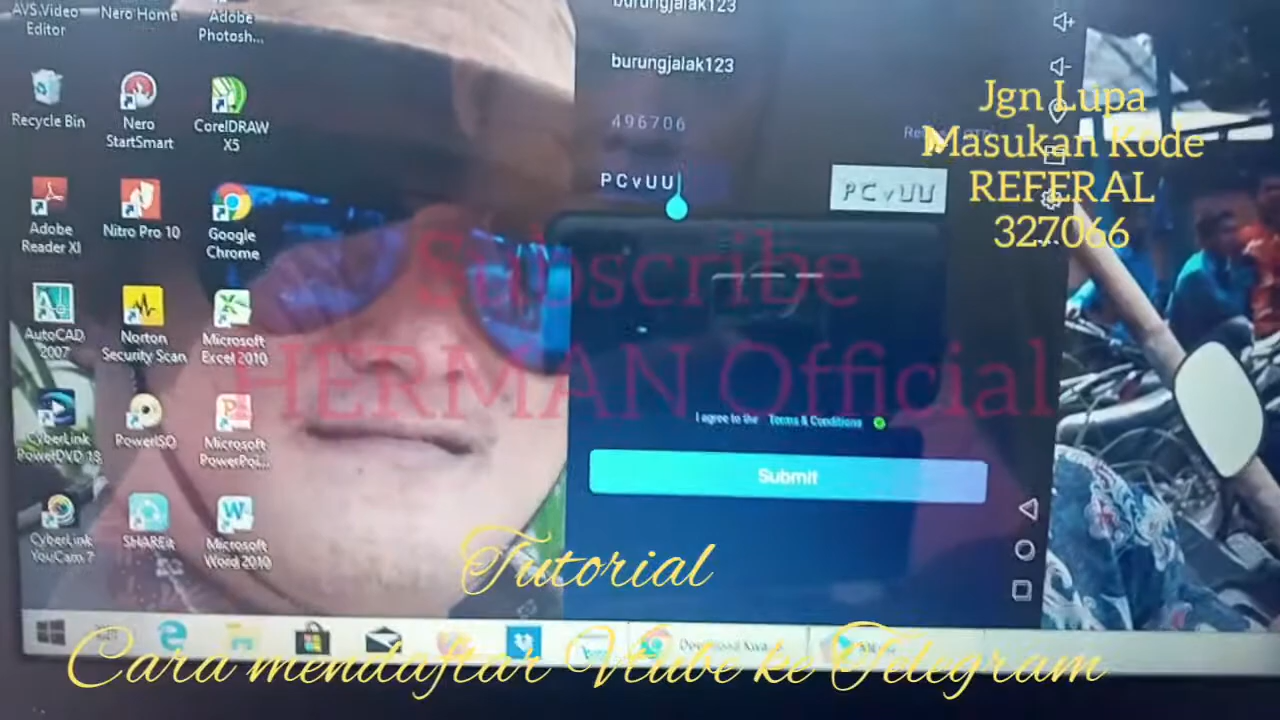 AVS Video
Editor
Nero Home
Adobe
Photosh...
Recycle Bin
Nero
StartSmart
CorelDRAW
X5
Adobe
Reader XI
Nitro Pro 10
Google
Chrome
AutoCAD
2007
Norton
Security Scan
Microsoft
Excel 2010
CyberLink
PowerDVD 13
PowerISO
Microsoft
PowerPoi...
CyberLink
YouCam 7
SHAREit
Microsoft
Word 2010
burungjalak123
burungjalak123
496706
PCvUU
PCvUU
I agree to the Terms & Conditions
Submit
Jgn Lupa
Masukan Kode
REFERAL
327066
Subscribe
HERMAN Official
Tutorial
Cara mendaftar Vtube ke Telegram